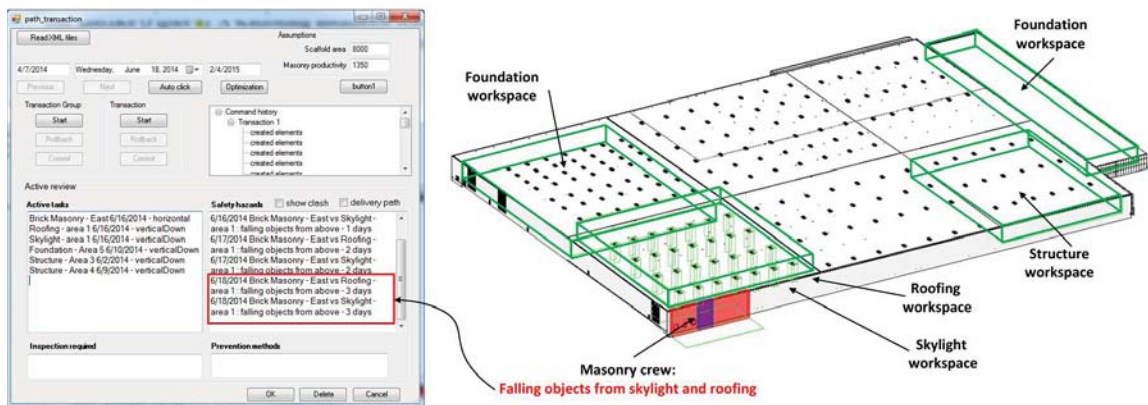 path_transaction
Read XML files
Assumptions
Scaffold area 8000
Masonry productivity 1350
4/7/2014 Wednesday, June 18, 2014 2/4/2015
Previous Next Auto click Optimization button1
Transaction Group Transaction
Start Start
Rollback Rollback
Commit Commit
Command history
Transaction 1
created elements
created elements
created elements
created elements
created elements
Active review
Active tasks
Brick Masonry - East 6/16/2014 - horizontal
Roofing - area 1 6/16/2014 - verticalDown
Skylight - area 1 6/16/2014 - verticalDown
Foundation - Area 5 6/10/2014 - verticalDown
Structure - Area 3 6/2/2014 - verticalDown
Structure - Area 4 6/9/2014 - verticalDown
Safety hazards show clash delivery path
6/16/2014 Brick Masonry - East vs Skylight -
area 1 : falling objects from above - 1 days
6/17/2014 Brick Masonry - East vs Roofing -
area 1 : falling objects from above - 2 days
6/17/2014 Brick Masonry - East vs Skylight -
area 1 : falling objects from above - 2 days
6/18/2014 Brick Masonry - East vs Roofing -
area 1 : falling objects from above - 3 days
6/18/2014 Brick Masonry - East vs Skylight -
area 1 : falling objects from above - 3 days
Inspection required
Prevention methods
OK Delete Cancel
Foundation
workspace
Foundation
workspace
Structure
workspace
Roofing
workspace
Skylight
workspace
Masonry crew:
Falling objects from skylight and roofing